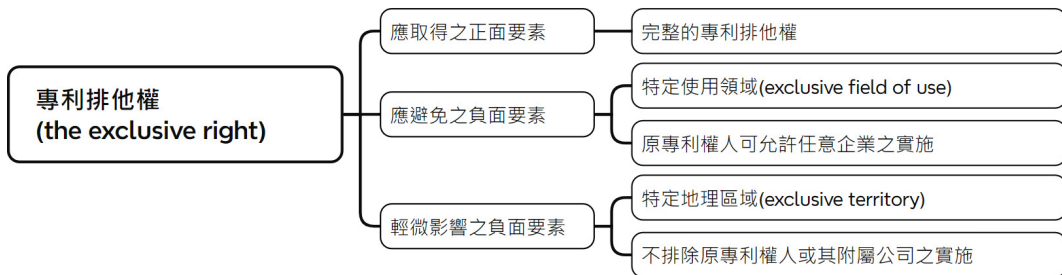 專利排他權
(the exclusive right)
應取得之正面要素
完整的專利排他權
應避免之負面要素
特定使用領域(exclusive field of use)
原專利權人可允許任意企業之實施
輕微影響之負面要素
特定地理區域(exclusive territory)
不排除原專利權人或其附屬公司之實施